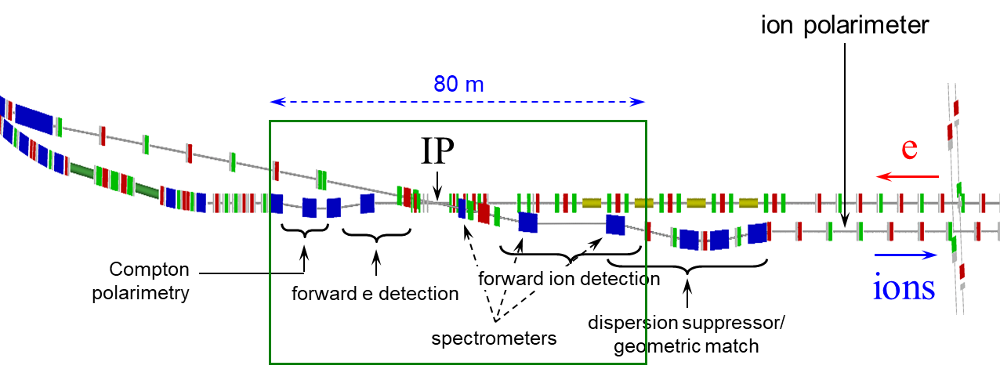 ion polarimeter
80 m
IP
e
Compton
polarimetry
forward e detection
forward ion detection
ions
spectrometers
dispersion suppressor/
geometric match